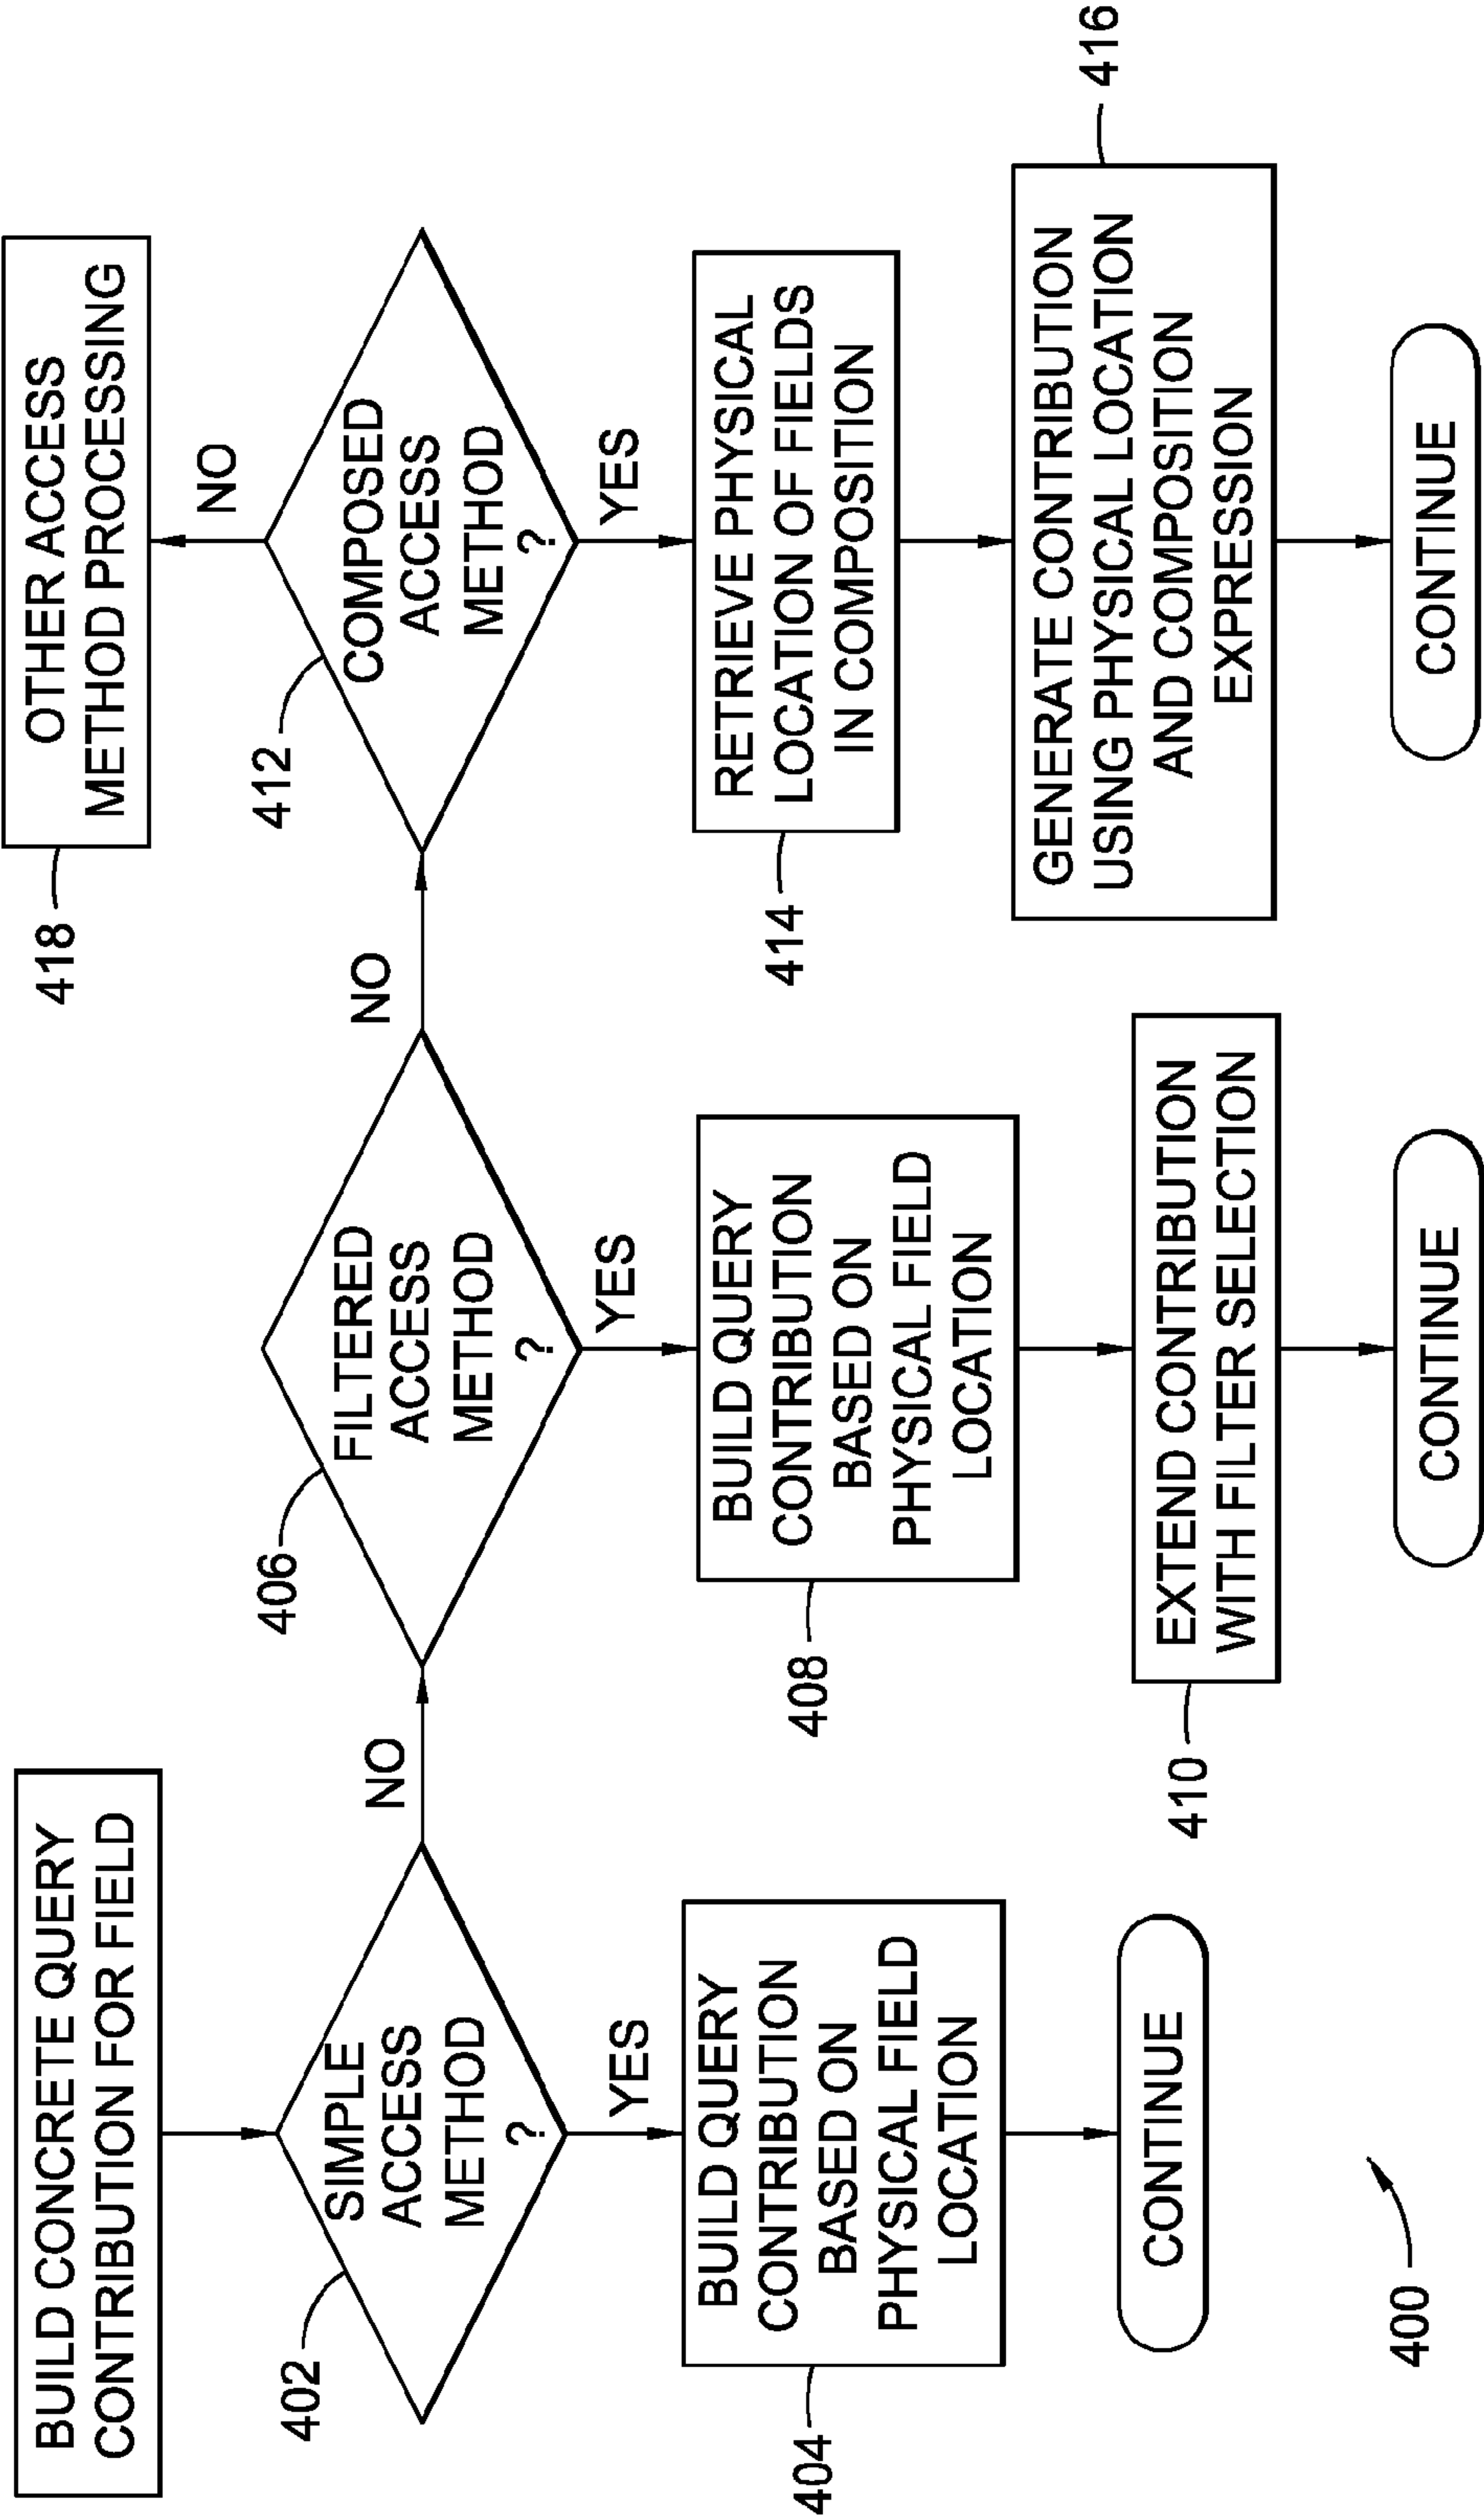 BUILD CONCRETE QUERY
CONTRIBUTION FOR FIELD
402
SIMPLE
ACCESS
METHOD
?
NO
YES
404
BUILD QUERY
CONTRIBUTION
BASED ON
PHYSICAL FIELD
LOCATION
CONTINUE
400
406
FILTERED
ACCESS
METHOD
?
NO
YES
408
BUILD QUERY
CONTRIBUTION
BASED ON
PHYSICAL FIELD
LOCATION
410
EXTEND CONTRIBUTION
WITH FILTER SELECTION
CONTINUE
418
OTHER ACCESS
METHOD PROCESSING
NO
412
COMPOSED
ACCESS
METHOD
?
YES
414
RETRIEVE PHYSICAL
LOCATION OF FIELDS
IN COMPOSITION
416
GENERATE CONTRIBUTION
USING PHYSICAL LOCATION
AND COMPOSITION
EXPRESSION
CONTINUE